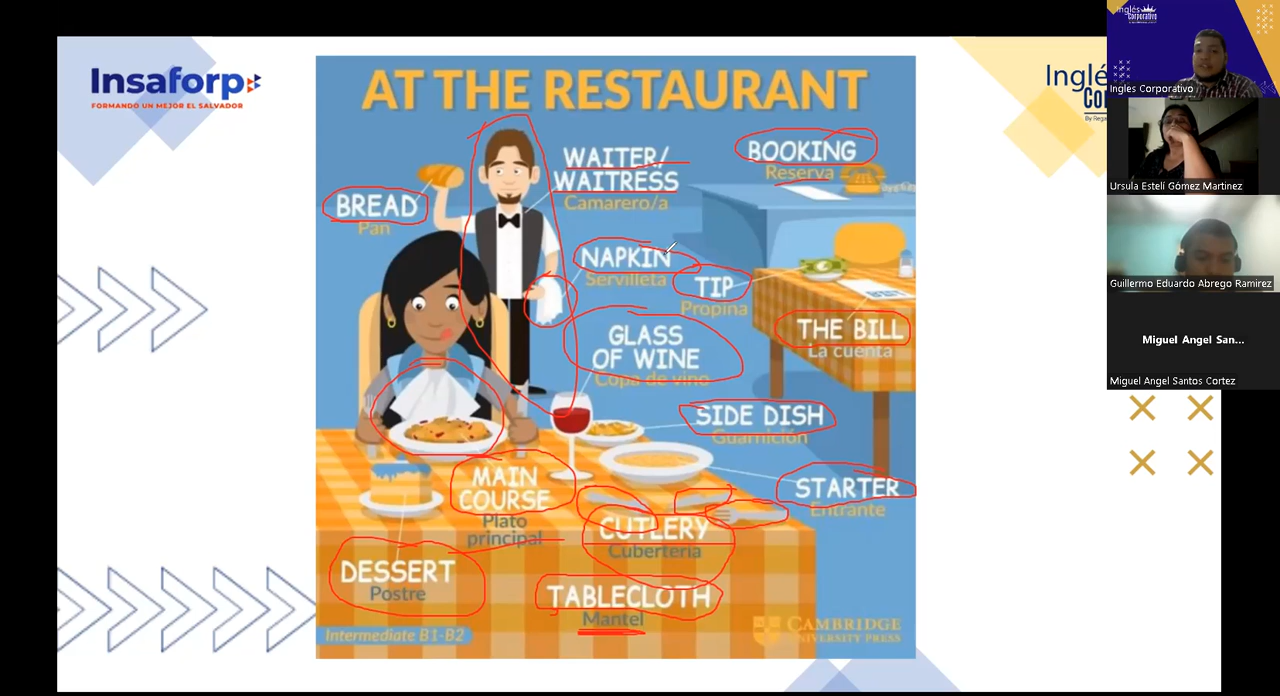 Insaforp
FORMANDO UN MEJOR EL SALVADOR
AT THE RESTAURANT
BREAD
Pan
WAITER/
WAITRESS
Camarero/a
BOOKING
Reserva
NAPKIN
Servilleta
TIP
Propina
THE BILL
La cuenta
GLASS
OF WINE
Copa de vino
SIDE DISH
Guarnición
STARTER
Entrante
MAIN
COURSE
Plato
principal
CUTLERY
Cubertería
DESSERT
Postre
TABLECLOTH
Mantel
Intermediate B1-B2
CAMBRIDGE
UNIVERSITY PRESS
Inglés
Corporativo
Ingles Corporativo
Ursula Estelí Gómez Martinez
Guillermo Eduardo Abrego Ramirez
Miguel Angel San...
Miguel Angel Santos Cortez